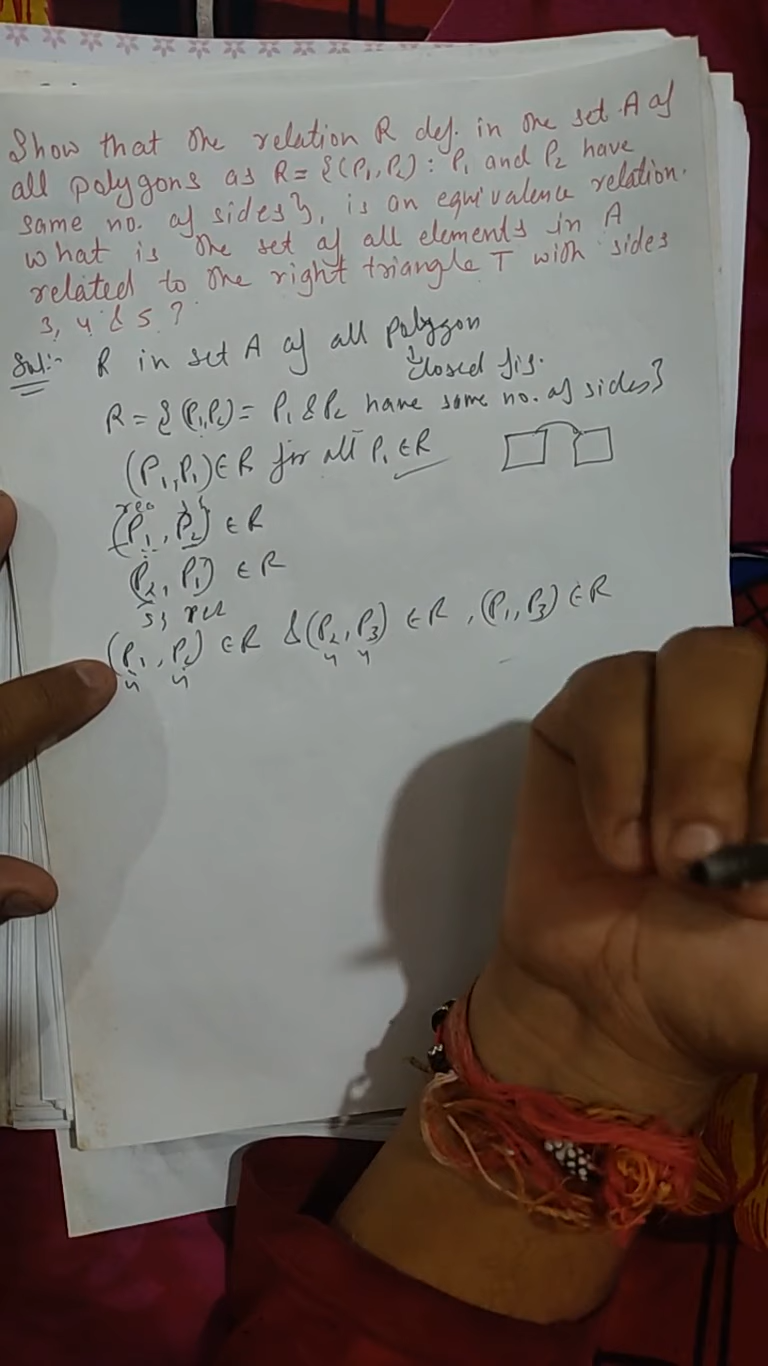 Show that the relation R def. in the set A of
all polygons as R = {(P₁, P₂) : P₁ and P₂ have
same no. of sides}, is an equivalence relation.
what is the set of all elements in A
related to the right triangle T with sides
3, 4 & 5 ?
Sol:- R in set A of all polygon
closed fig.
R = {(P₁,P₂) = P₁ & P₂ have same no. of sides}
(P₁,P₁) ∈ R for all P₁ ∈ R
(P₁, P₂) ∈ R
(P₂, P₁) ∈ R
(P₁, P₂) ∈ R & (P₂, P₃) ∈ R , (P₁, P₃) ∈ R
4 4 4 4